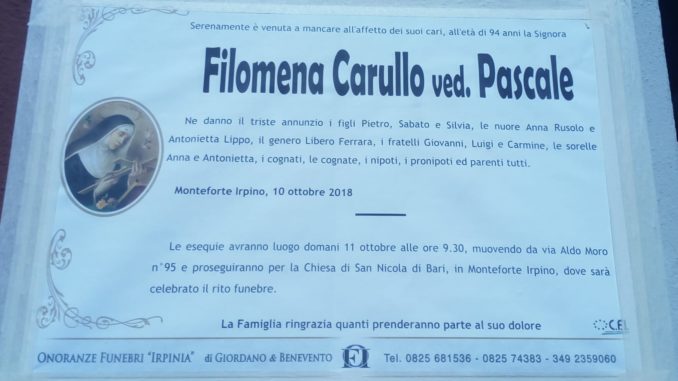 Serenamente è venuta a mancare all'affetto dei suoi cari, all'età di 94 anni la Signora
Filomena Carullo ved. Pascale
Ne danno il triste annunzio i figli Pietro, Sabato e Silvia, le nuore Anna Rusolo e
Antonietta Lippo, il genero Libero Ferrara, i fratelli Giovanni, Luigi e Carmine, le sorelle
Anna e Antonietta, i cognati, le cognate, i nipoti, i pronipoti ed parenti tutti.
Monteforte Irpino, 10 ottobre 2018
Le esequie avranno luogo domani 11 ottobre alle ore 9.30, muovendo da via Aldo Moro
n°95 e proseguiranno per la Chiesa di San Nicola di Bari, in Monteforte Irpino, dove sarà
celebrato il rito funebre.
La Famiglia ringrazia quanti prenderanno parte al suo dolore
ONORANZE FUNEBRI "IRPINIA" di GIORDANO & BENEVENTO Tel. 0825 681536 - 0825 74383 - 349 2359060